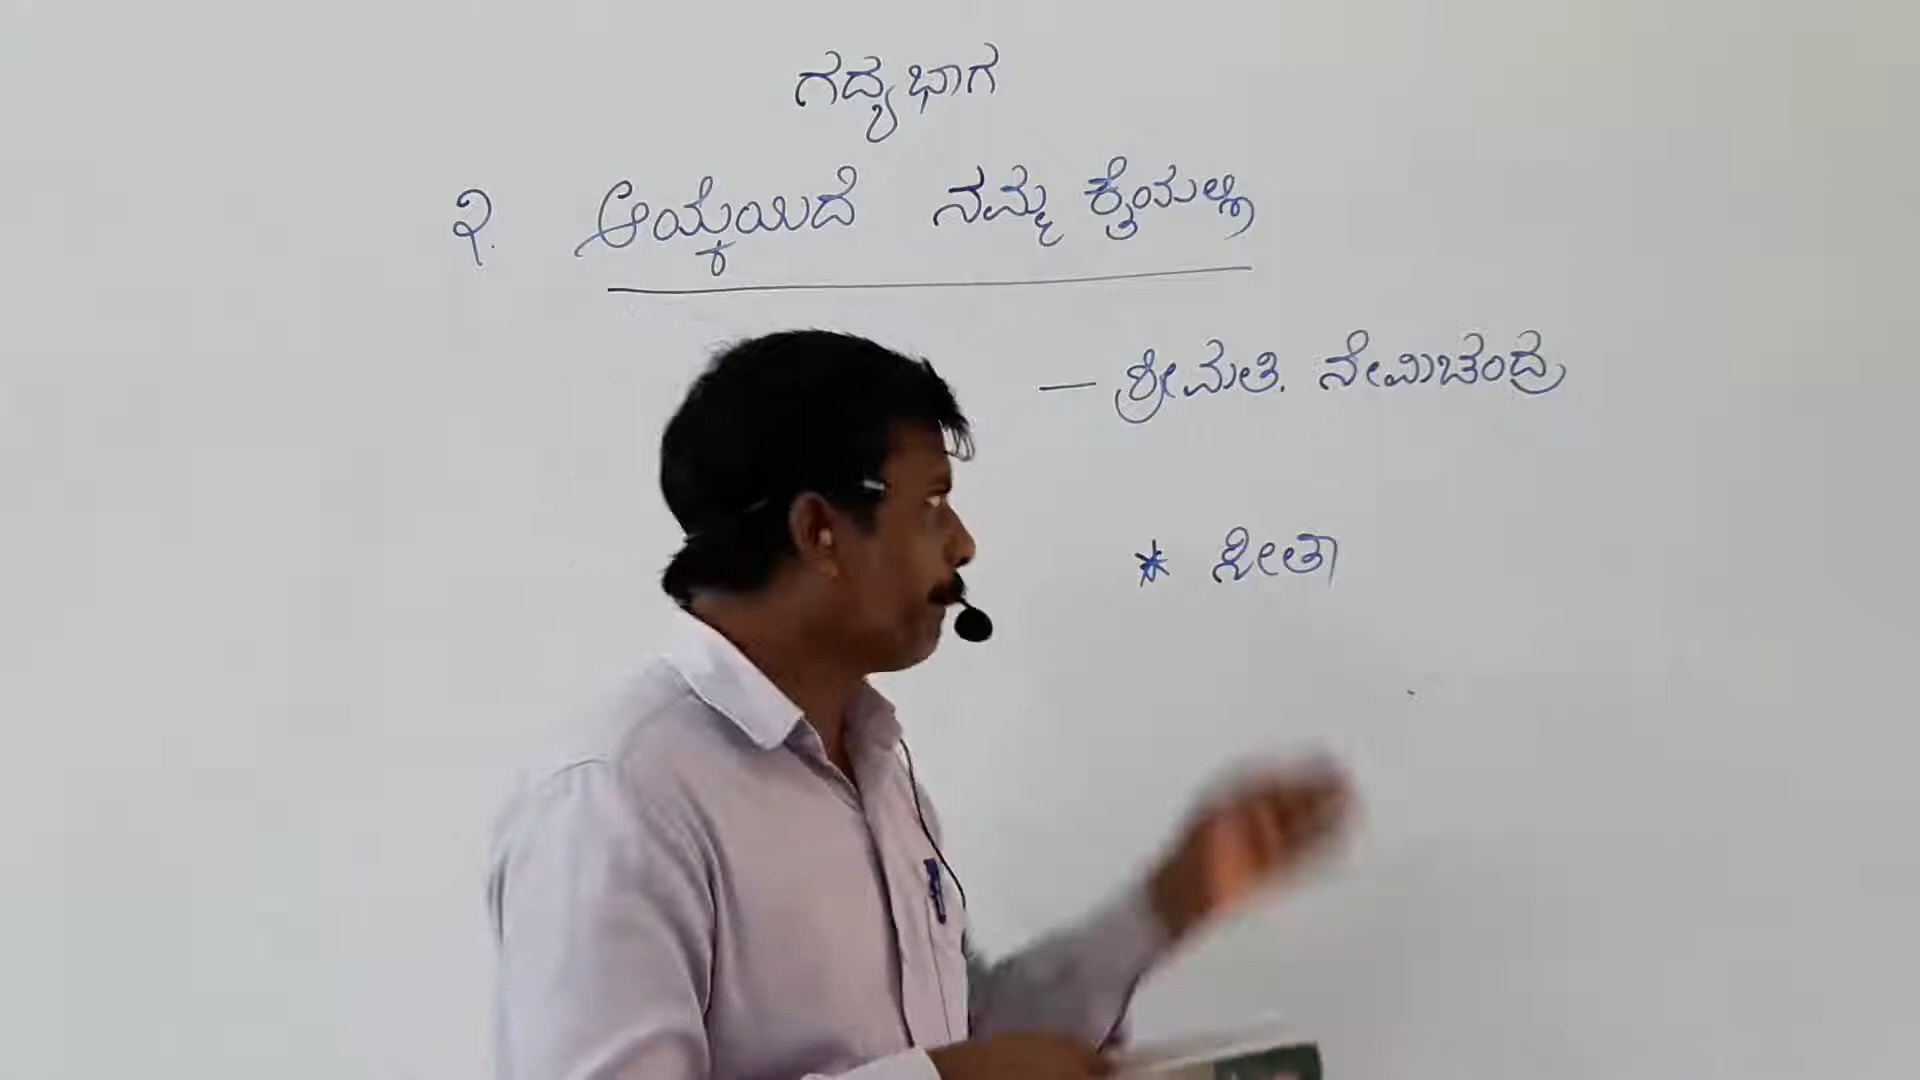 ಗದ್ಯಭಾಗ
೩. ಆಯ್ಕೆಯಿದೆ ನಮ್ಮ ಕೈಯಲ್ಲಿ
— ಶ್ರೀಮತಿ. ನೇಮಿಚಂದ್ರ
* ಸೀತಾ